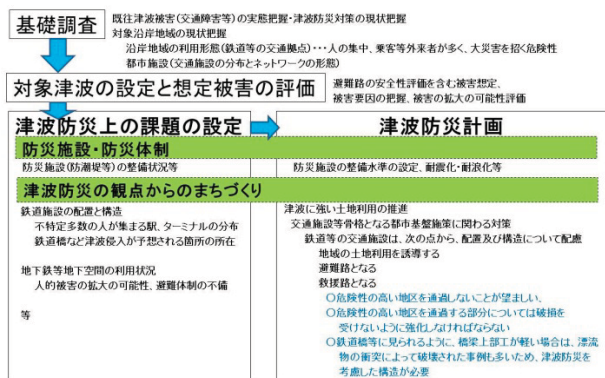 基礎調査
既往津波被害(交通障害等)の実態把握・津波防災対策の現状把握
対象沿岸地域の現状把握
沿岸地域の利用形態(鉄道等の交通拠点)・・・人の集中、乗客等外来者が多く、大災害を招く危険性
都市施設(交通施設の分布とネットワークの形態)
対象津波の設定と想定被害の評価
避難路の安全性評価を含む被害想定、
被害要因の把握、被害の拡大の可能性評価
津波防災上の課題の設定
防災施設・防災体制
防災施設(防潮堤等)の整備状況等
津波防災の観点からのまちづくり
鉄道施設の配置と構造
不特定多数の人が集まる駅、ターミナルの分布
鉄道橋など津波侵入が予想される箇所の所在
地下鉄等地下空間の利用状況
人的被害の拡大の可能性、避難体制の不備
等
津波防災計画
防災施設の整備水準の設定、耐震化・耐浪化等
津波に強い土地利用の推進
交通施設等骨格となる都市基盤施策に関わる対策
鉄道等の交通施設は、次の点から、配置及び構造について配慮
地域の土地利用を誘導する
避難路となる
救援路となる
○危険性の高い地区を通過しないことが望ましい、
○危険性の高い地区を通過する部分については破損を
受けないように強化しなければならない
○鉄道橋等に見られるように、橋梁上部工が軽い場合は、漂流
物の衝突によって破壊された事例も多いため、津波防災を
考慮した構造が必要